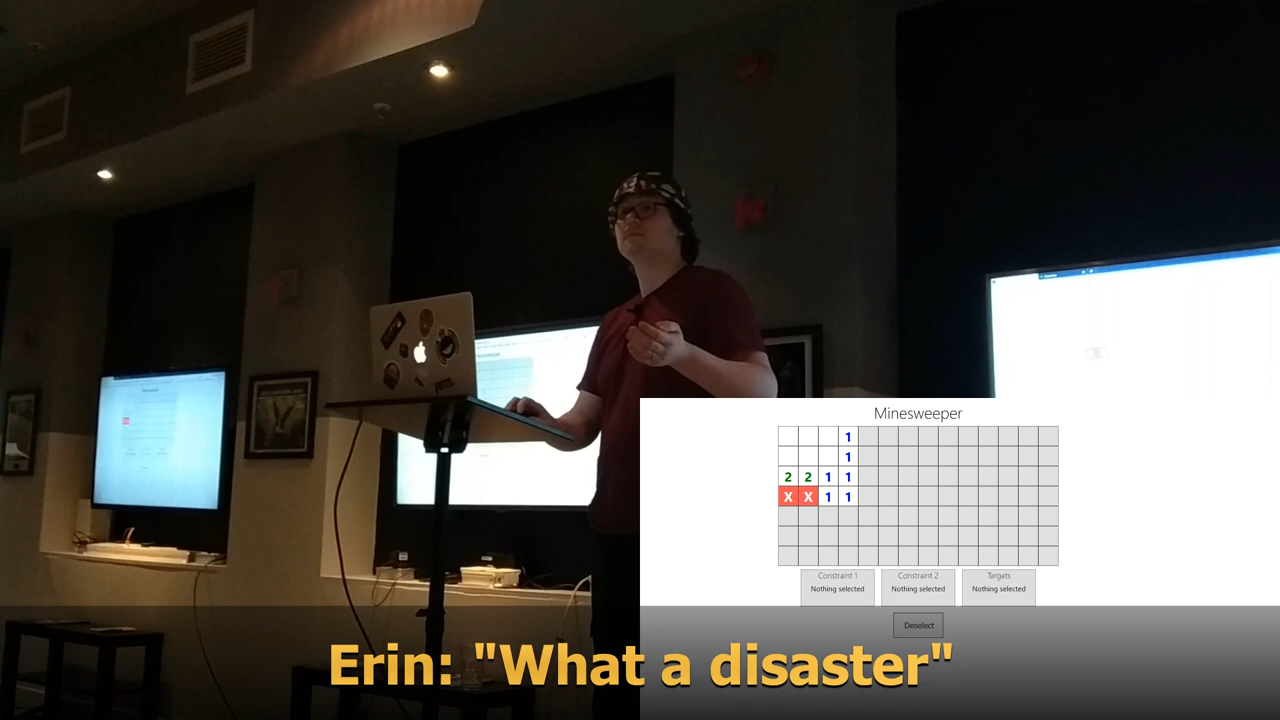 Minesweeper
1
1
2 2 1 1
X X 1 1
Constraint 1 Constraint 2 Targets
Nothing selected Nothing selected Nothing selected
Deselect
Erin: "What a disaster"